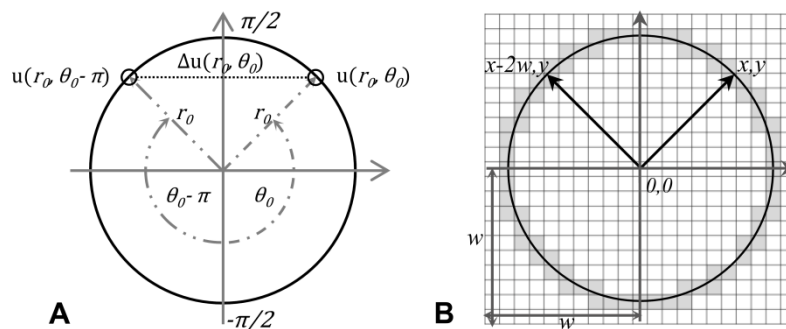 π/2
Δu(r₀, θ₀)
u(r₀, θ₀- π)
u(r₀, θ₀)
r₀
r₀
θ₀- π
θ₀
A
-π/2
B
x-2w,y
x,y
0,0
w
w